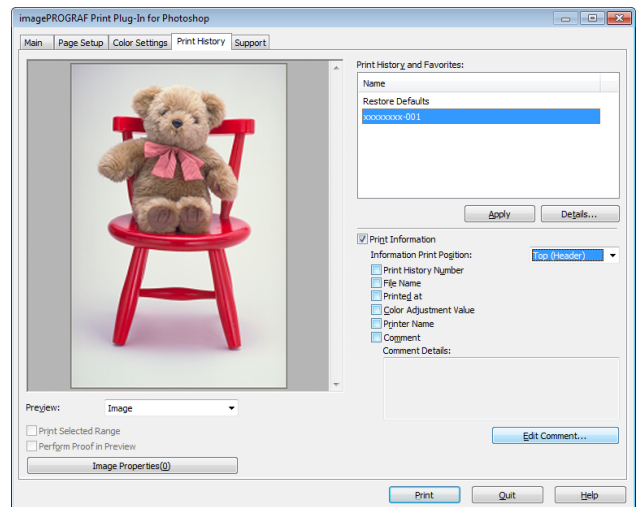 imagePROGRAF Print Plug-In for Photoshop
Main Page Setup Color Settings Print History Support
Print History and Favorites:
Name
Restore Defaults
xxxxxxxx-001
Apply Details...
Print Information
Information Print Position: Top (Header)
Print History Number
File Name
Printed at
Color Adjustment Value
Printer Name
Comment
Comment Details:
Edit Comment...
Preview: Image
Print Selected Range
Perform Proof in Preview
Image Properties(0)
Print Quit Help